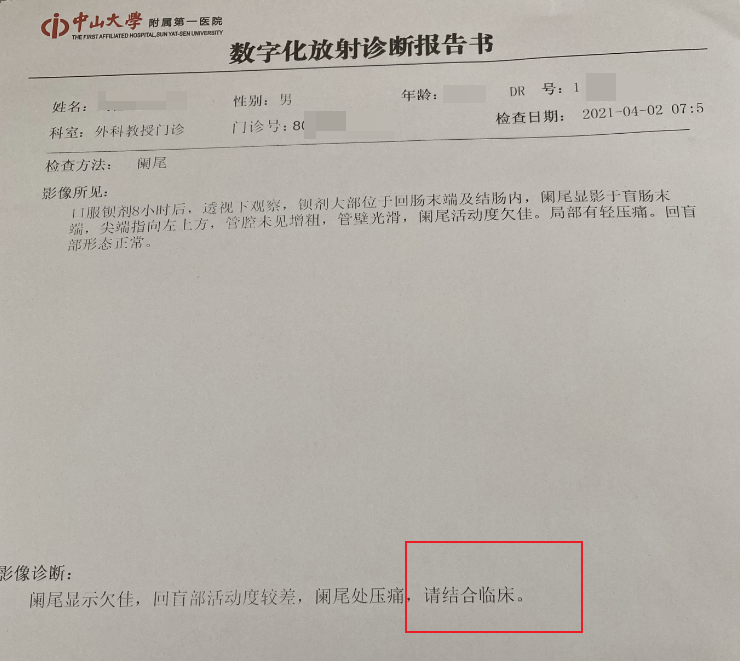 中山大學 附属第一医院
THE FIRST AFFILIATED HOSPITAL, SUN YAT-SEN UNIVERSITY
数字化放射诊断报告书
姓名: 性别: 男 年龄: DR 号: 1
科室: 外科教授门诊 门诊号: 80 检查日期: 2021-04-02 07:5
检查方法: 阑尾
影像所见:
口服钡剂8小时后, 透视下观察, 钡剂大部位于回肠末端及结肠内, 阑尾显影于盲肠末
端, 尖端指向左上方, 管腔未见增粗, 管壁光滑, 阑尾活动度欠佳。局部有轻压痛。回盲
部形态正常。
影像诊断:
阑尾显示欠佳, 回盲部活动度较差, 阑尾处压痛, 请结合临床。